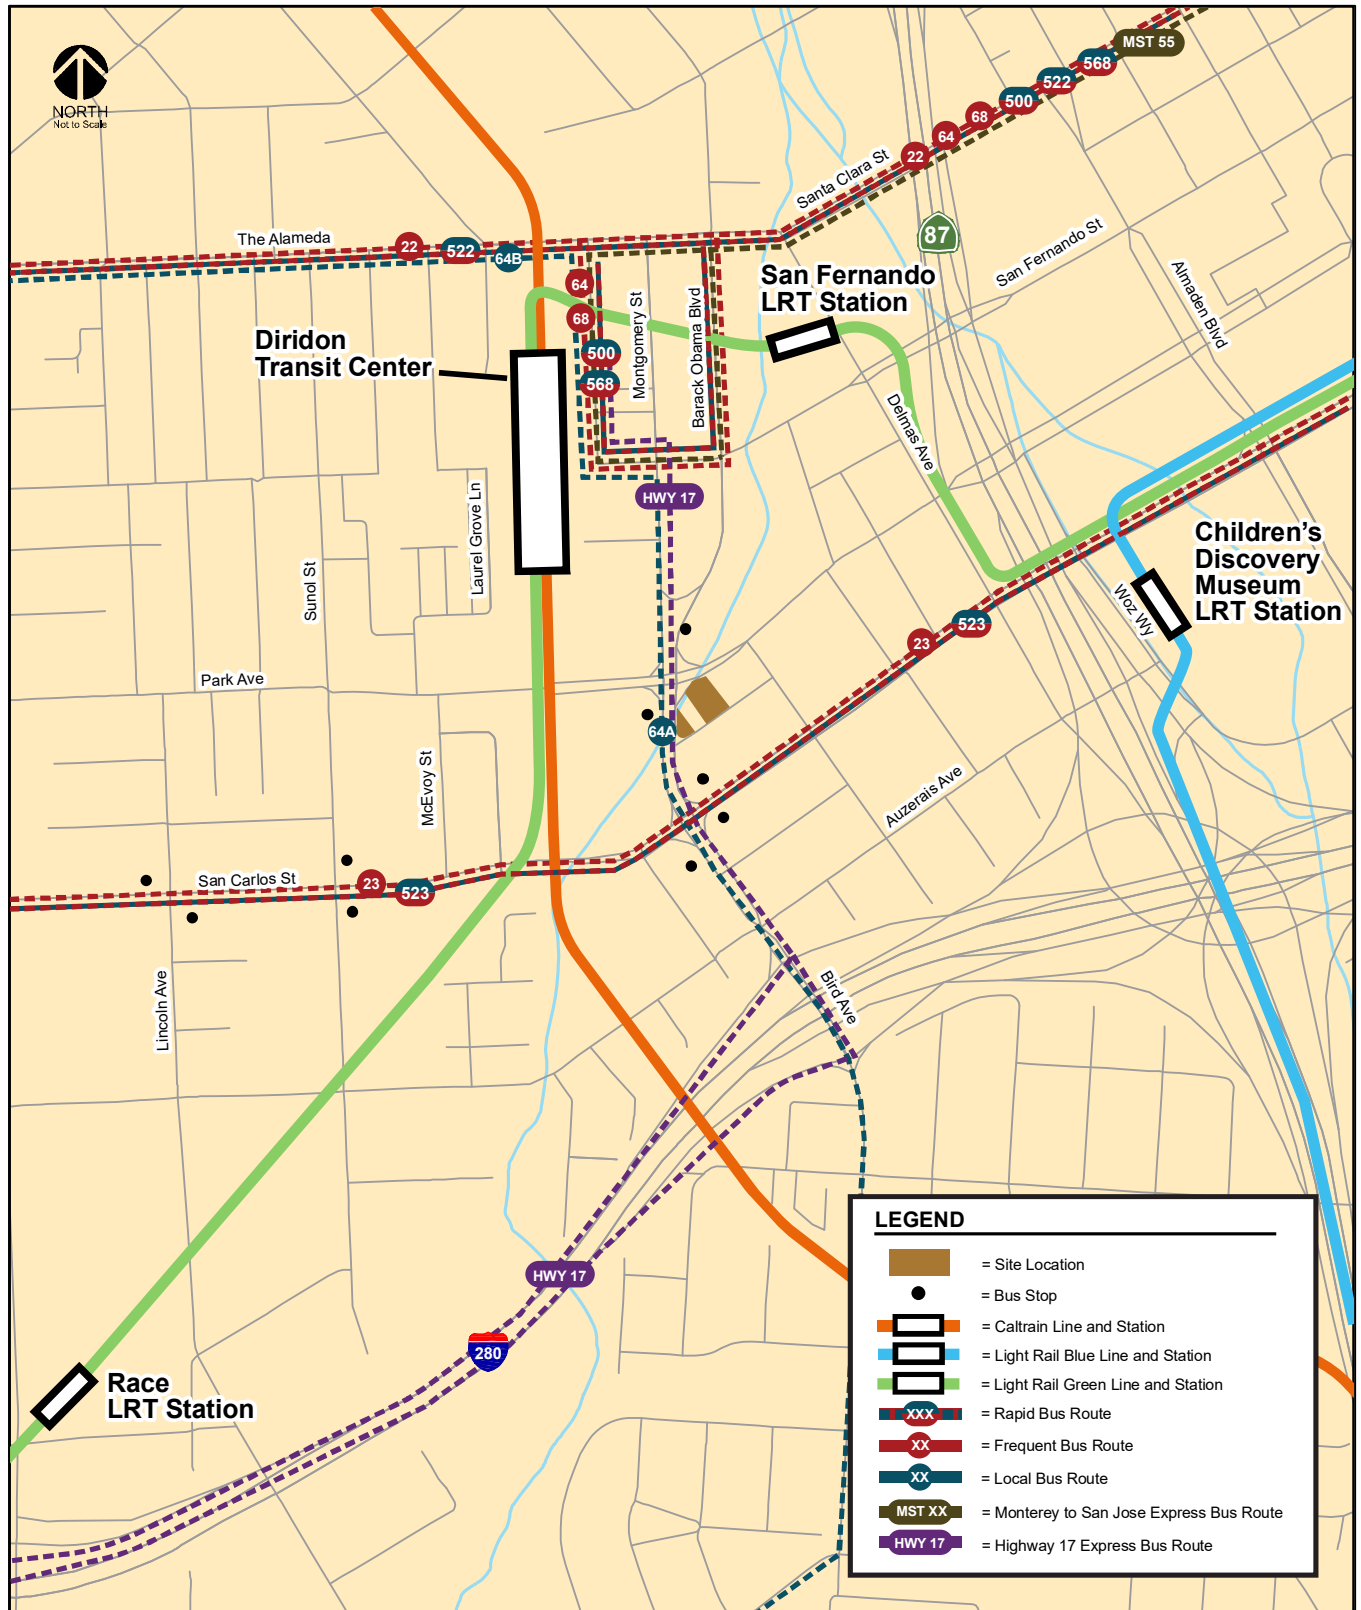 MST 55
568
522
500
68
64
22
NORTH
Not to Scale
Santa Clara St
87
The Alameda
22
522
64B
San Fernando St
San Fernando
LRT Station
Almaden Blvd
64
68
Montgomery St
Barack Obama Blvd
Diridon
Transit Center
500
568
Delmas Ave
Laurel Grove Ln
HWY 17
Children's
Discovery
Museum
LRT Station
Sunol St
Woz Wy
523
23
Park Ave
64A
McEvoy St
Auzerais Ave
San Carlos St
23
523
Lincoln Ave
Bird Ave
HWY 17
280
Race
LRT Station
LEGEND
= Site Location
= Bus Stop
= Caltrain Line and Station
= Light Rail Blue Line and Station
= Light Rail Green Line and Station
XXX = Rapid Bus Route
XX = Frequent Bus Route
XX = Local Bus Route
MST XX = Monterey to San Jose Express Bus Route
HWY 17 = Highway 17 Express Bus Route